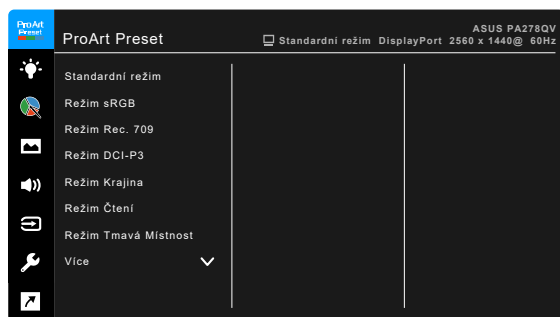 ProArt
Preset
ProArt Preset
ASUS PA278QV
Standardní režim DisplayPort 2560 x 1440@ 60Hz
Standardní režim
Režim sRGB
Režim Rec. 709
Režim DCI-P3
Režim Krajina
Režim Čtení
Režim Tmavá Místnost
Více